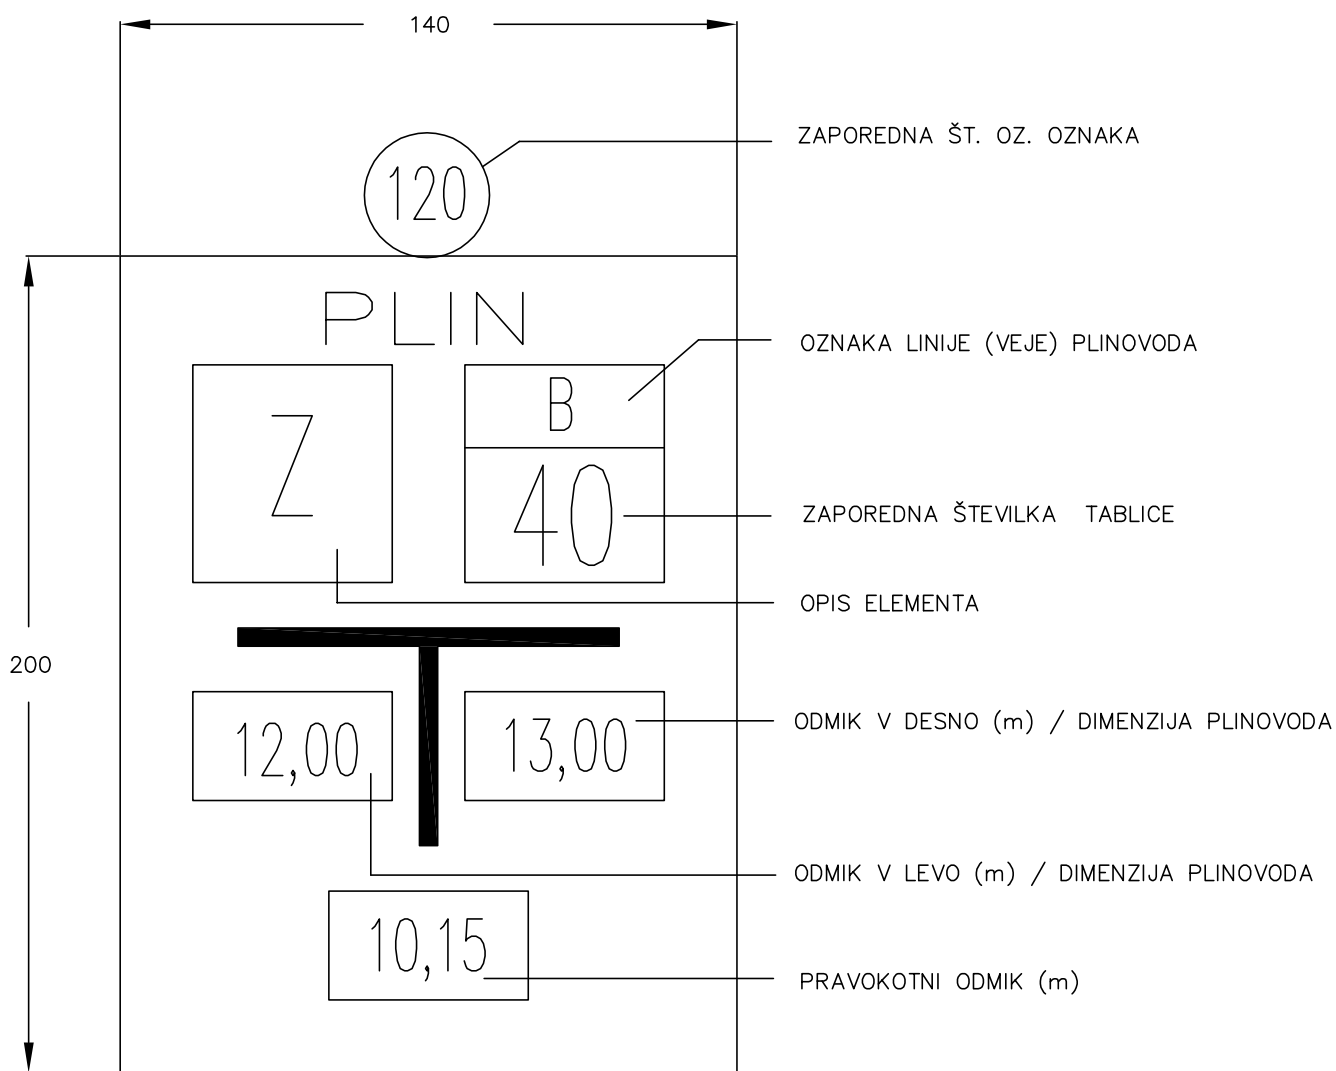 140
ZAPOREDNA ŠT. OZ. OZNAKA
120
PLIN
OZNAKA LINIJE (VEJE) PLINOVODA
B
Z
40
ZAPOREDNA ŠTEVILKA TABLICE
OPIS ELEMENTA
200
12,00
13,00
ODMIK V DESNO (m) / DIMENZIJA PLINOVODA
ODMIK V LEVO (m) / DIMENZIJA PLINOVODA
10,15
PRAVOKOTNI ODMIK (m)